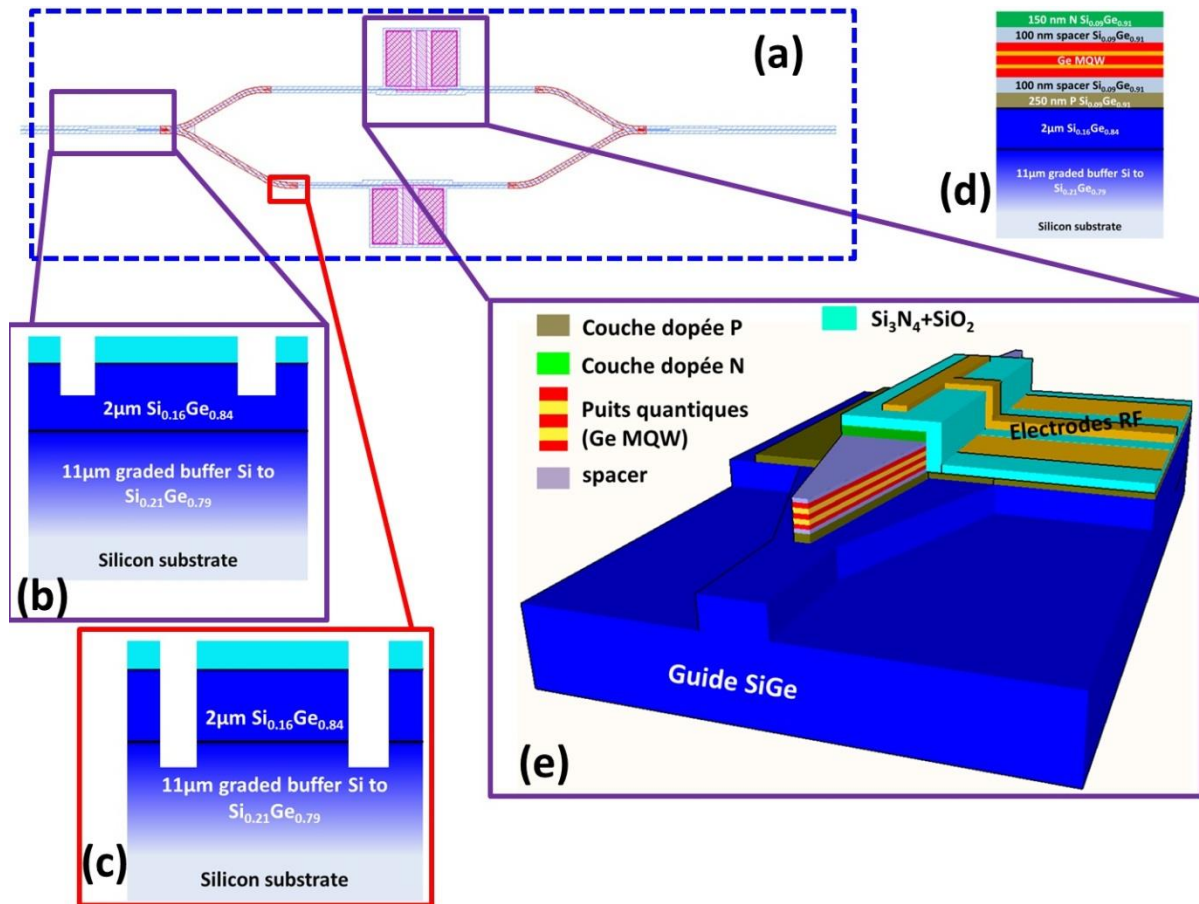 (a)
150 nm N Si₀.₀₉Ge₀.₉₁
100 nm spacer Si₀.₀₉Ge₀.₉₁
Ge MQW
100 nm spacer Si₀.₀₉Ge₀.₉₁
250 nm P Si₀.₀₉Ge₀.₉₁
2µm Si₀.₁₆Ge₀.₈₄
11µm graded buffer Si to
Si₀.₂₁Ge₀.₇₉
Silicon substrate
(d)
2µm Si₀.₁₆Ge₀.₈₄
11µm graded buffer Si to
Si₀.₂₁Ge₀.₇₉
Silicon substrate
(b)
2µm Si₀.₁₆Ge₀.₈₄
11µm graded buffer Si to
Si₀.₂₁Ge₀.₇₉
Silicon substrate
(c)
Couche dopée P
Couche dopée N
Puits quantiques
(Ge MQW)
spacer
Si₃N₄+SiO₂
Electrodes RF
Guide SiGe
(e)